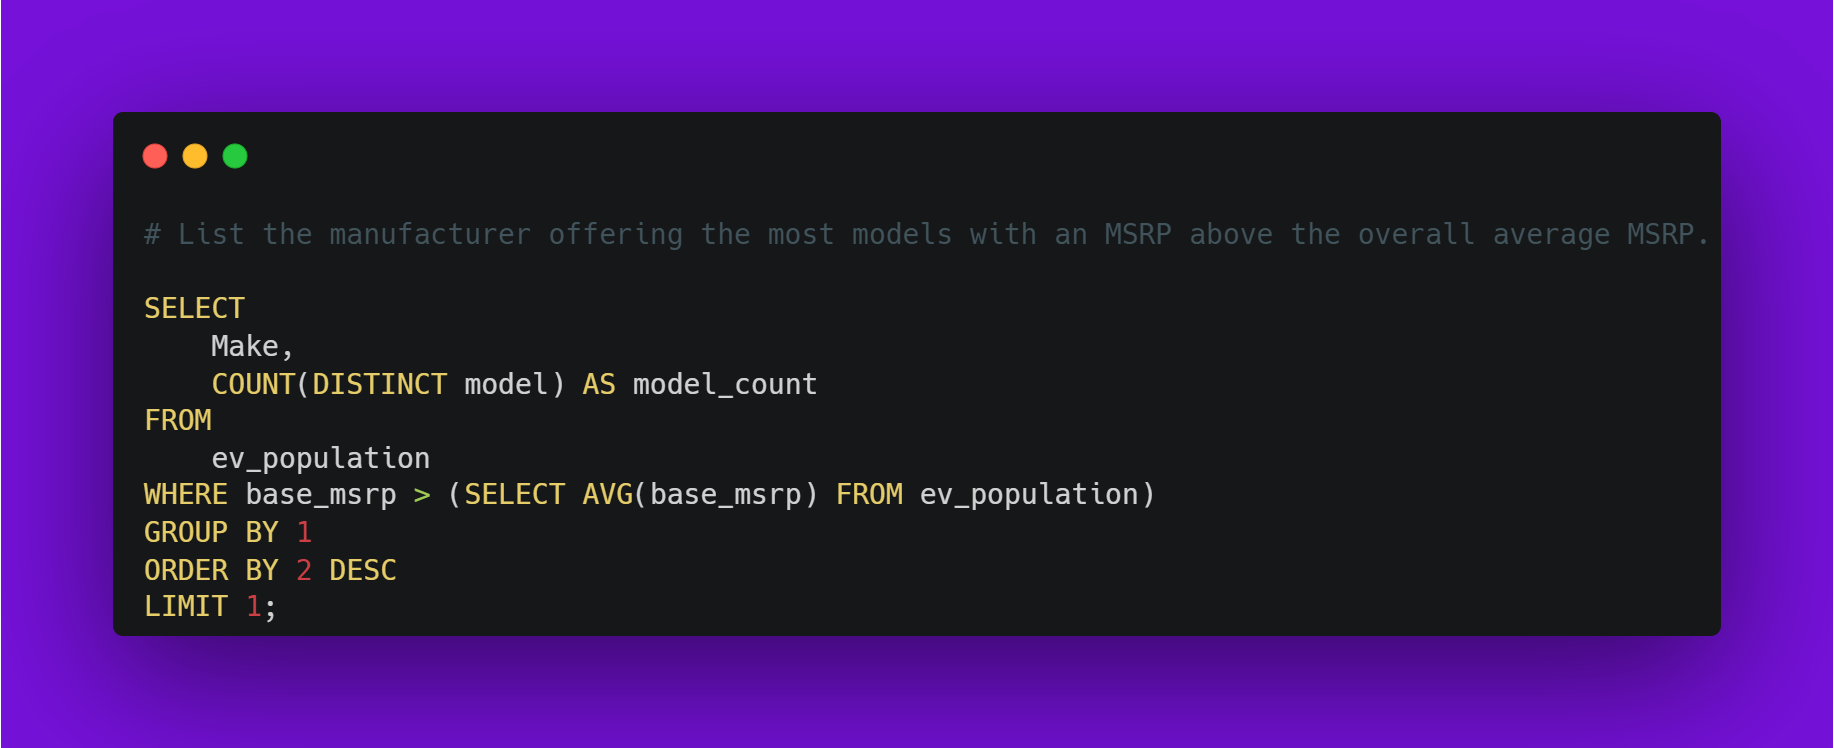 # List the manufacturer offering the most models with an MSRP above the overall average MSRP.
SELECT
    Make,
    COUNT(DISTINCT model) AS model_count
FROM
    ev_population
WHERE base_msrp > (SELECT AVG(base_msrp) FROM ev_population)
GROUP BY 1
ORDER BY 2 DESC
LIMIT 1;